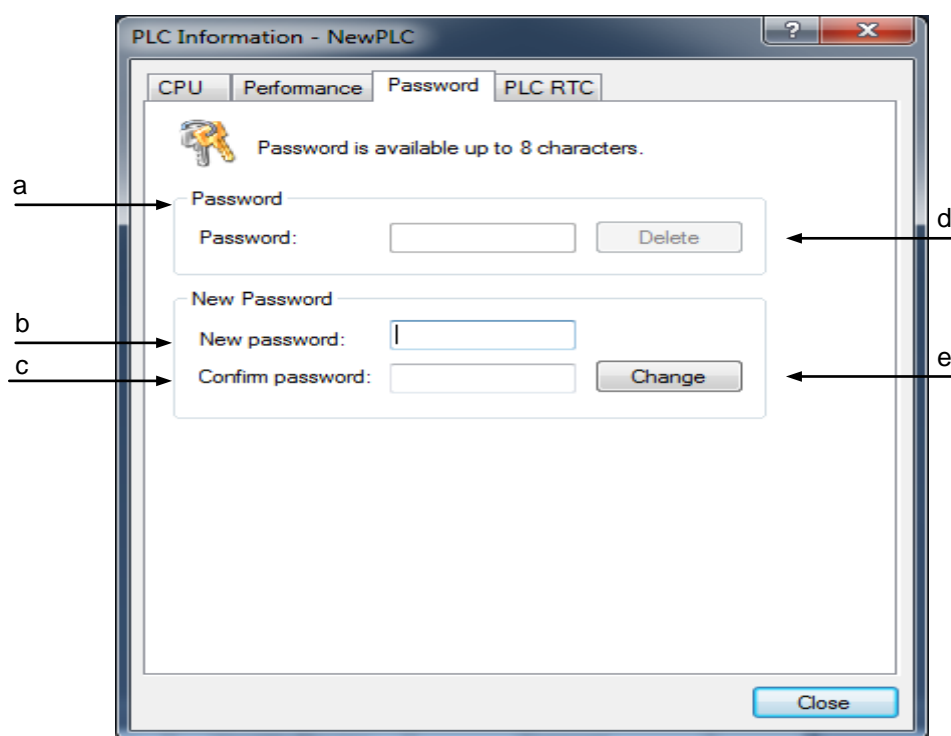 PLC Information - NewPLC
?
x
CPU Performance Password PLC RTC
Password is available up to 8 characters.
a
Password
d
Password: Delete
New Password
b
New password:
c
e
Confirm password: Change
Close